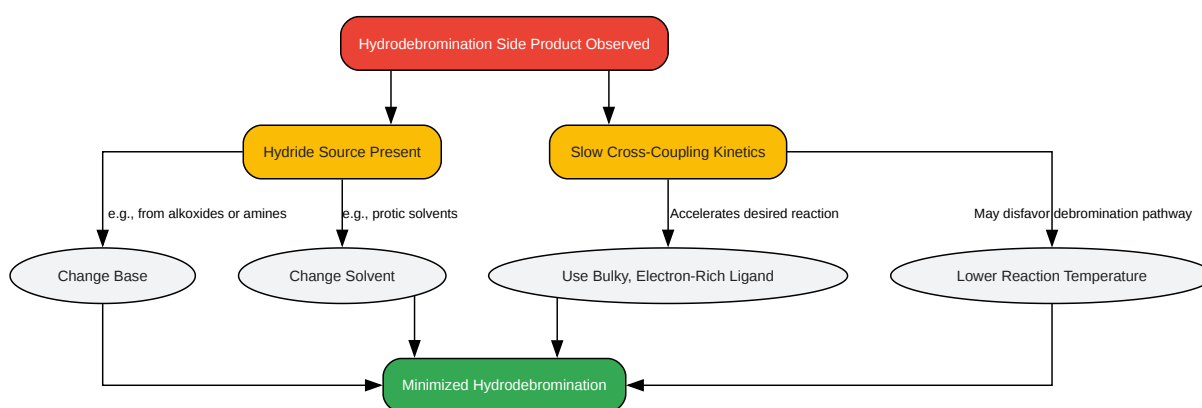 Hydrodebromination Side Product Observed
Hydride Source Present
Slow Cross-Coupling Kinetics
e.g., from alkoxides or amines
e.g., protic solvents
Accelerates desired reaction
May disfavor debromination pathway
Change Base
Change Solvent
Use Bulky, Electron-Rich Ligand
Lower Reaction Temperature
Minimized Hydrodebromination